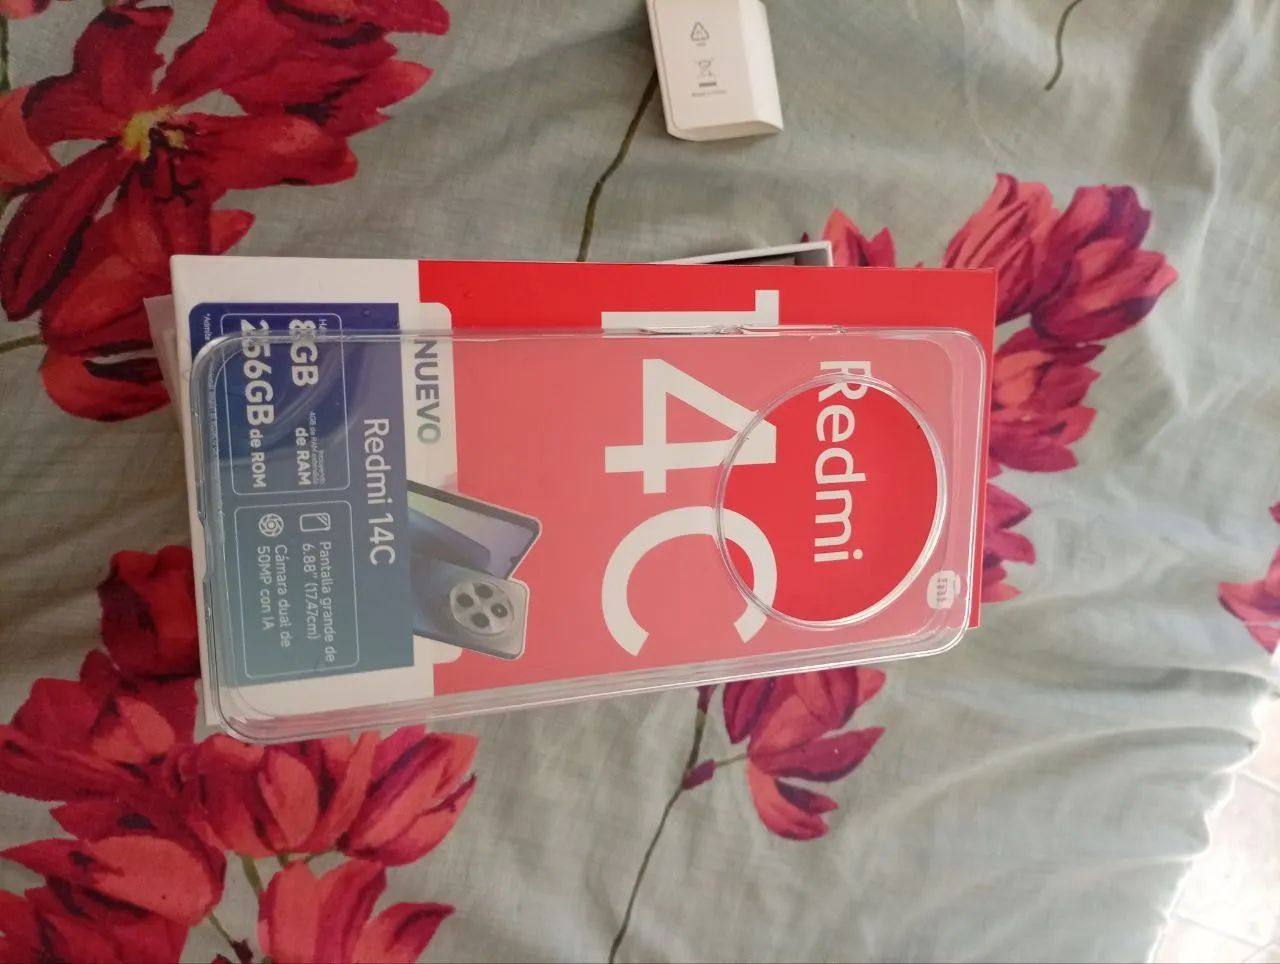 Redmi
14C
NUEVO
Redmi 14C
8GB de RAM
256GB de ROM
Pantalla grande de
6.88" (17.47cm)
Cámara dual de
50MP con IA
mi